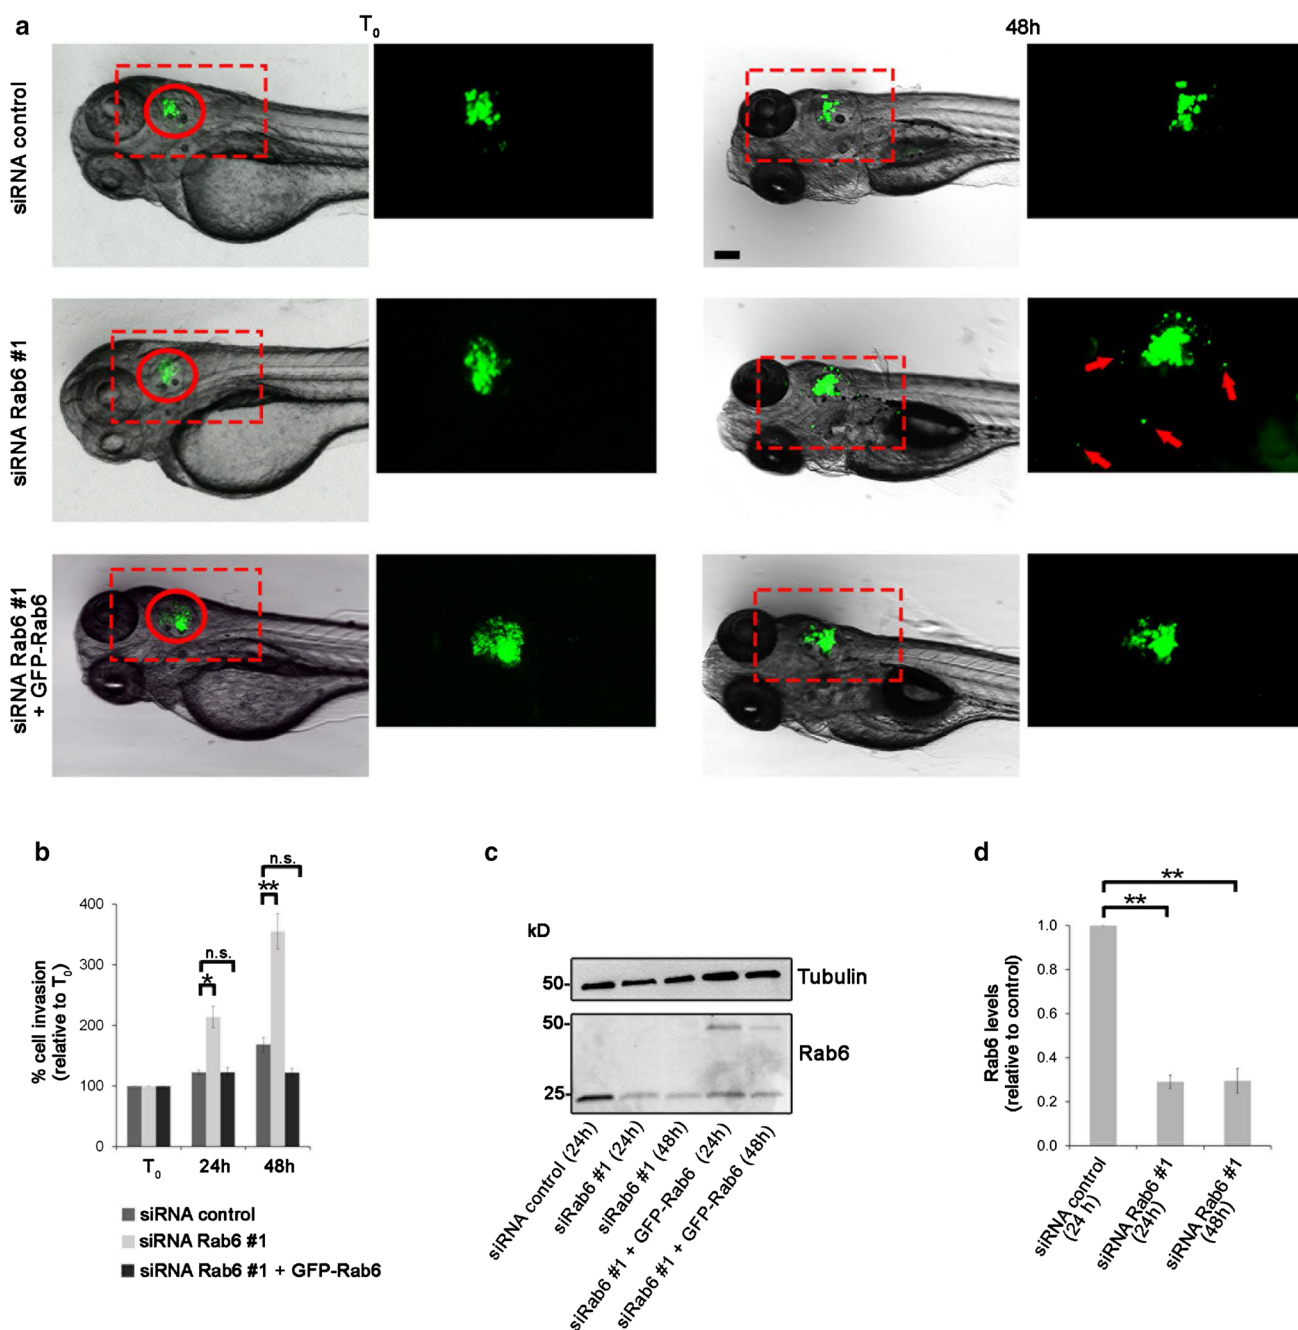 a
T0
48h
siRNA control
siRNA Rab6 #1
siRNA Rab6 #1
+ GFP-Rab6
b
n.s.
**
n.s.
*
400
300
200
100
0
% cell invasion
(relative to T0)
T0
24h
48h
siRNA control
siRNA Rab6 #1
siRNA Rab6 #1 + GFP-Rab6
c
kD
50
Tubulin
50
25
Rab6
siRNA control (24h)
siRab6 #1 (24h)
siRab6 #1 (48h)
siRab6 #1 + GFP-Rab6 (24h)
siRab6 #1 + GFP-Rab6 (48h)
d
**
**
1.0
0.8
0.6
0.4
0.2
0.0
Rab6 levels
(relative to control)
siRNA control
(24 h)
siRNA Rab6 #1
(24h)
siRNA Rab6 #1
(48h)